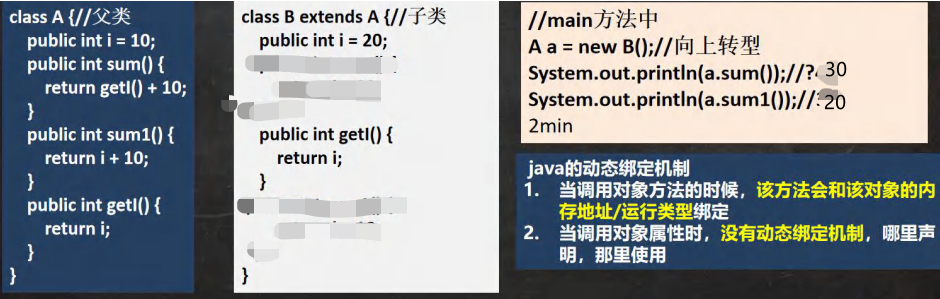 class A {//父类
public int i = 10;
public int sum() {
return getI() + 10;
}
public int sum1() {
return i + 10;
}
public int getI() {
return i;
}
}
class B extends A {//子类
public int i = 20;
public int getI() {
return i;
}
}
//main方法中
A a = new B();//向上转型
System.out.println(a.sum());//? 30
System.out.println(a.sum1());// 20
2min
java的动态绑定机制
1. 当调用对象方法的时候，该方法会和该对象的内
存地址/运行类型绑定
2. 当调用对象属性时，没有动态绑定机制，哪里声
明，那里使用